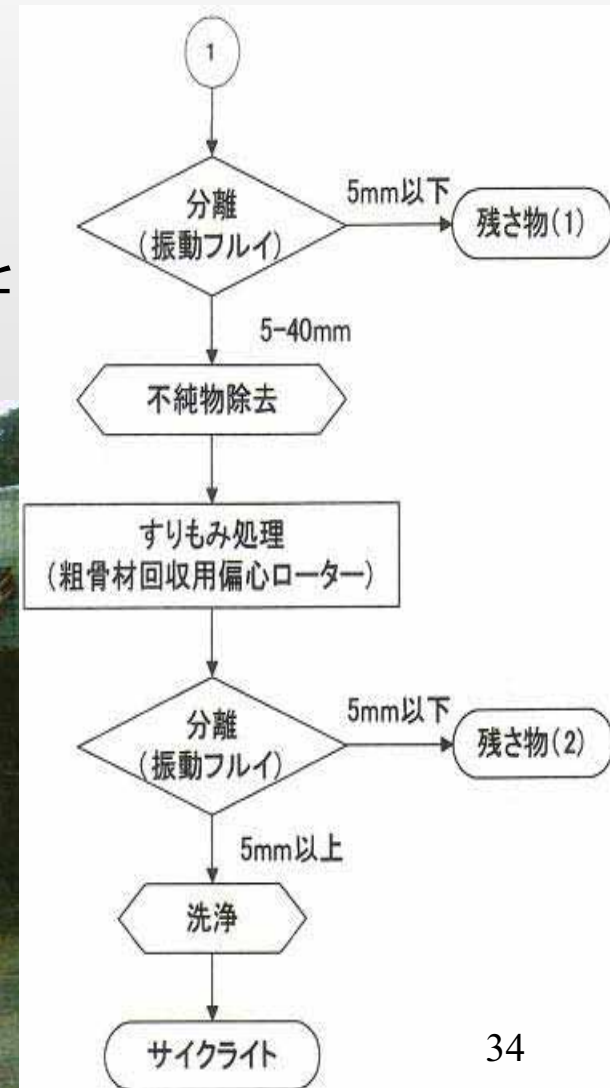 1
分離
(振動フルイ)
5mm以下
残さ物(1)
5-40mm
不純物除去
すりもみ処理
(粗骨材回収用偏心ローター)
分離
(振動フルイ)
5mm以下
残さ物(2)
5mm以上
洗浄
サイクライト
34